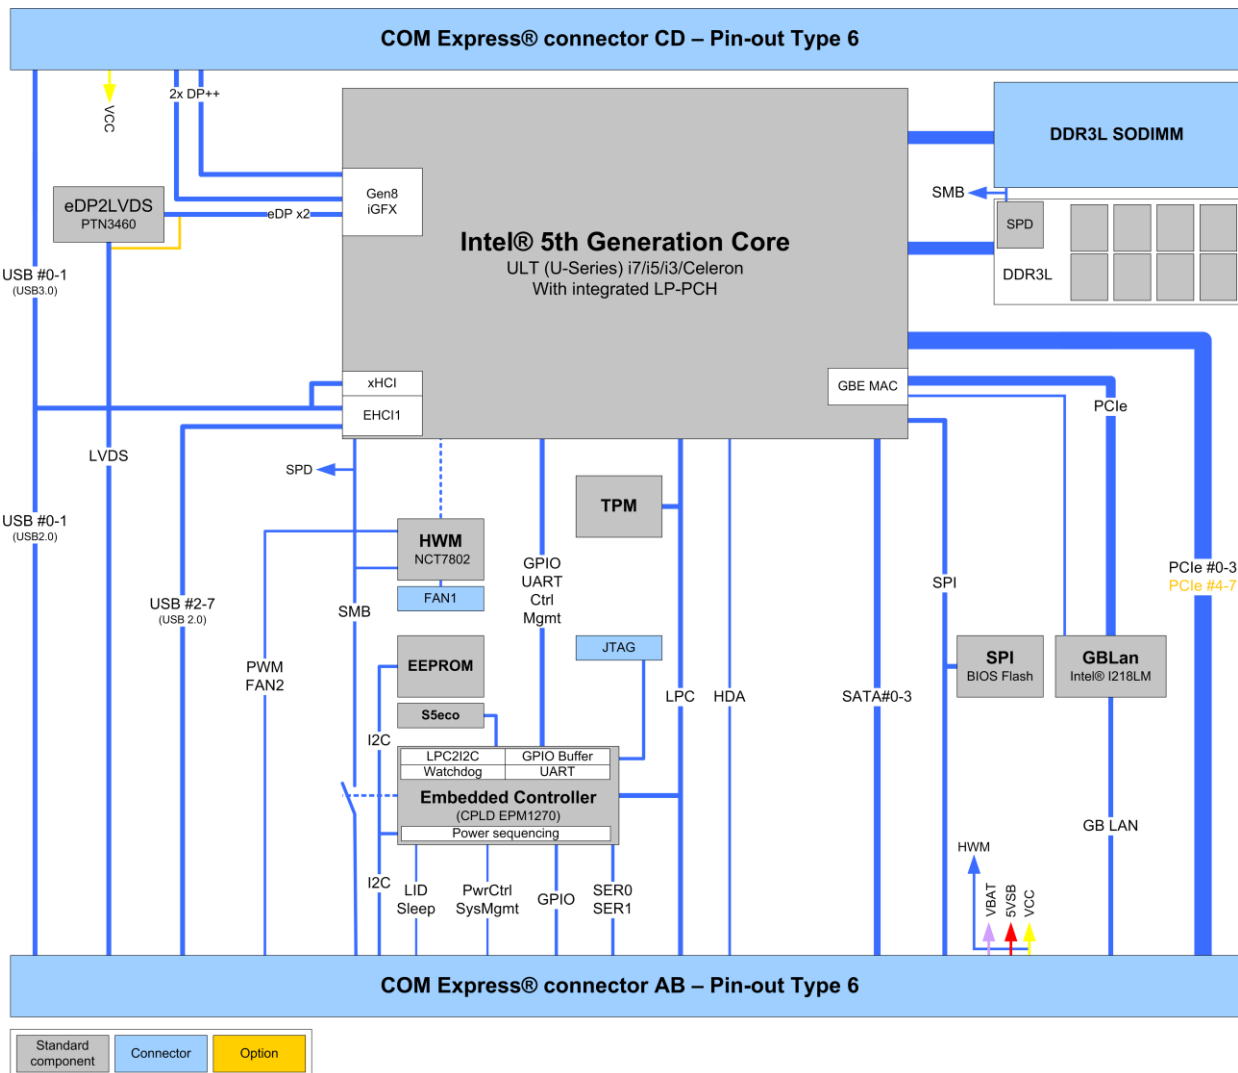 COM Express® connector CD – Pin-out Type 6
2x DP++
VCC
DDR3L SODIMM
Gen8
iGFX
SMB
eDP2LVDS
PTN3460
eDP x2
SPD
Intel® 5th Generation Core
ULT (U-Series) i7/i5/i3/Celeron
With integrated LP-PCH
DDR3L
USB #0-1
(USB3.0)
xHCI
GBE MAC
EHCI1
PCIe
LVDS
SPD
TPM
USB #0-1
(USB2.0)
HWM
NCT7802
FAN1
GPIO
UART
Ctrl
Mgmt
SPI
PCIe #0-3
PCIe #4-7
USB #2-7
(USB 2.0)
SMB
JTAG
EEPROM
SPI
BIOS Flash
GBLan
Intel® I218LM
PWM
FAN2
LPC
HDA
SATA#0-3
S5eco
I2C
LPC2I2C
GPIO Buffer
Watchdog
UART
Embedded Controller
(CPLD EPM1270)
Power sequencing
GB LAN
HWM
I2C
LID
Sleep
PwrCtrl
SysMgmt
GPIO
SER0
SER1
VBAT
5VSB
VCC
COM Express® connector AB – Pin-out Type 6
Standard
component
Connector
Option